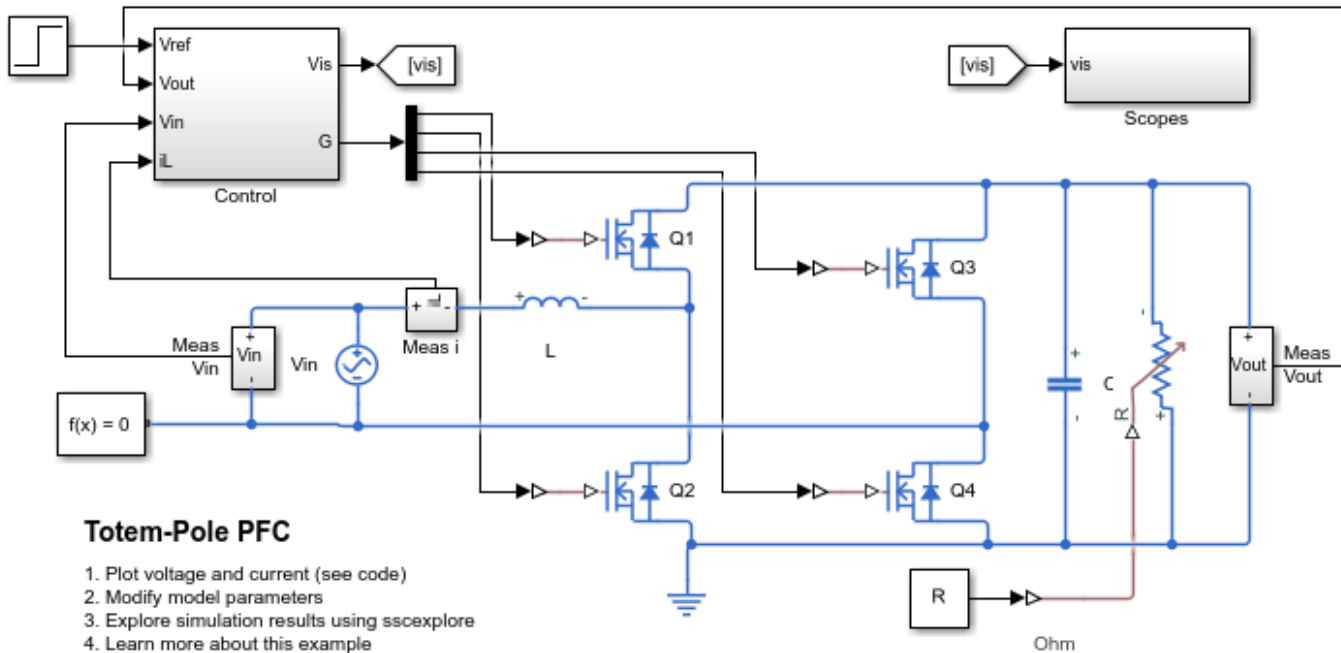 Vref
Vout
Vin
iL
Vis
G
Control
[vis]
[vis]
vis
Scopes
Q1
Q3
+
-
L
+
-
Meas i
Meas
Vin
+
Vin
-
Vin
f(x) = 0
Q2
Q4
+
C
-
-
R
+
+
Vout
-
Meas
Vout
Totem-Pole PFC
1. Plot voltage and current (see code)
2. Modify model parameters
3. Explore simulation results using sscexplore
4. Learn more about this example
R
Ohm